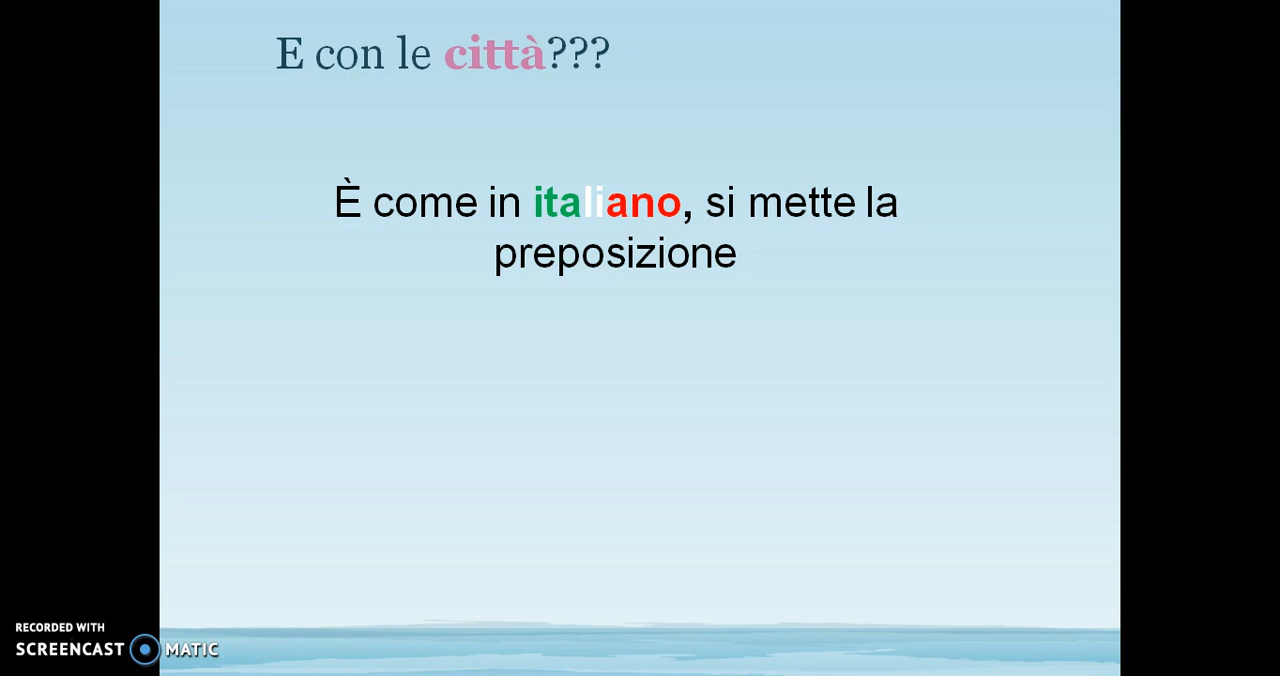 E con le città???
È come in italiano, si mette la
preposizione
RECORDED WITH
SCREENCAST MATIC